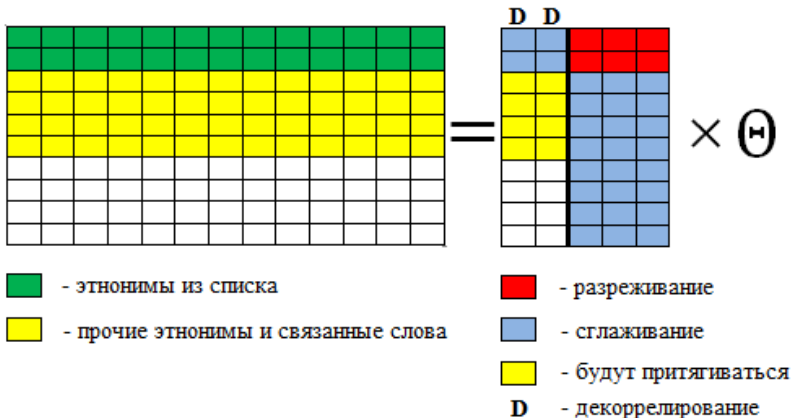 D D
= × Θ
- этнонимы из списка
- прочие этнонимы и связанные слова
- разреживание
- сглаживание
- будут притягиваться
D - декоррелирование